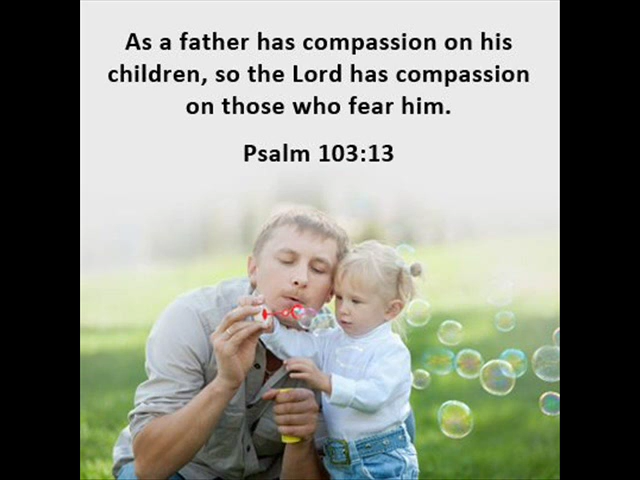 As a father has compassion on his
children, so the Lord has compassion
on those who fear him.
Psalm 103:13